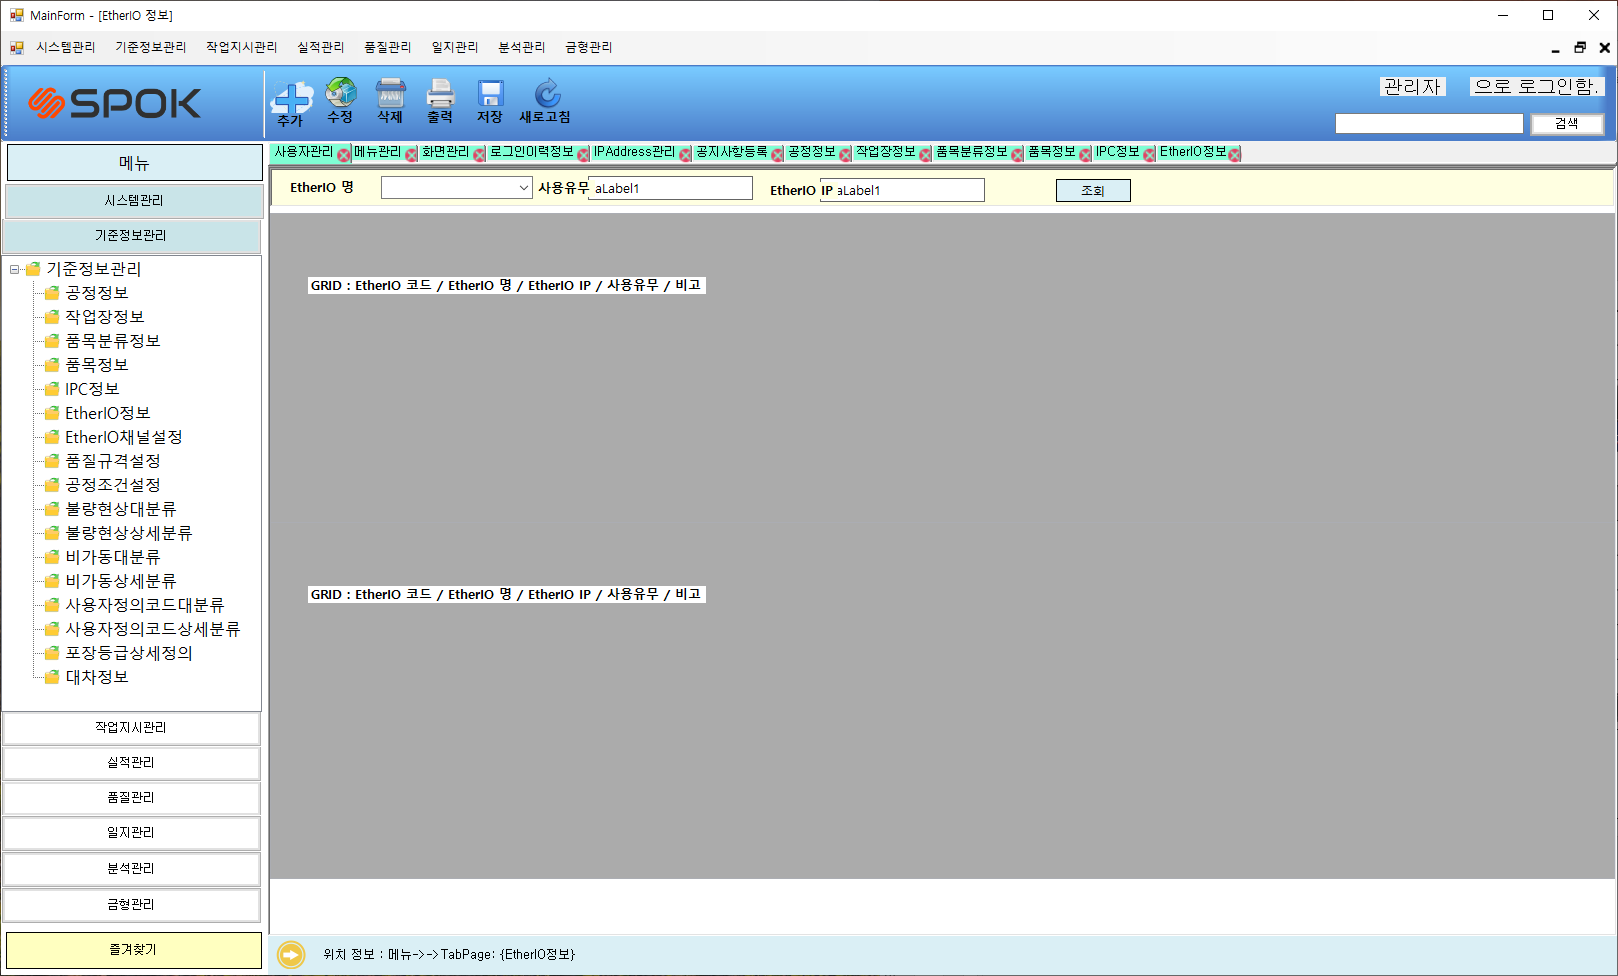 MainForm - [EtherIO 정보]
시스템관리 기준정보관리 작업지시관리 실적관리 품질관리 일지관리 분석관리 금형관리
SPOK
추가 수정 삭제 출력 저장 새로고침
관리자 으로 로그인함.
검색
메뉴
사용자관리 메뉴관리 화면관리 로그인이력정보 IPAddress관리 공지사항등록 공정정보 작업장정보 품목분류정보 품목정보 IPC정보 EtherIO정보
EtherIO 명 사용유무 aLabel1 EtherIO IP aLabel1 조회
시스템관리
기준정보관리
기준정보관리
공정정보
작업장정보
품목분류정보
품목정보
IPC정보
EtherIO정보
EtherIO채널설정
품질규격설정
공정조건설정
불량현상대분류
불량현상상세분류
비가동대분류
비가동상세분류
사용자정의코드대분류
사용자정의코드상세분류
포장등급상세정의
대차정보
작업지시관리
실적관리
품질관리
일지관리
분석관리
금형관리
즐겨찾기
GRID : EtherIO 코드 / EtherIO 명 / EtherIO IP / 사용유무 / 비고
GRID : EtherIO 코드 / EtherIO 명 / EtherIO IP / 사용유무 / 비고
위치 정보 : 메뉴->->TabPage: {EtherIO정보}